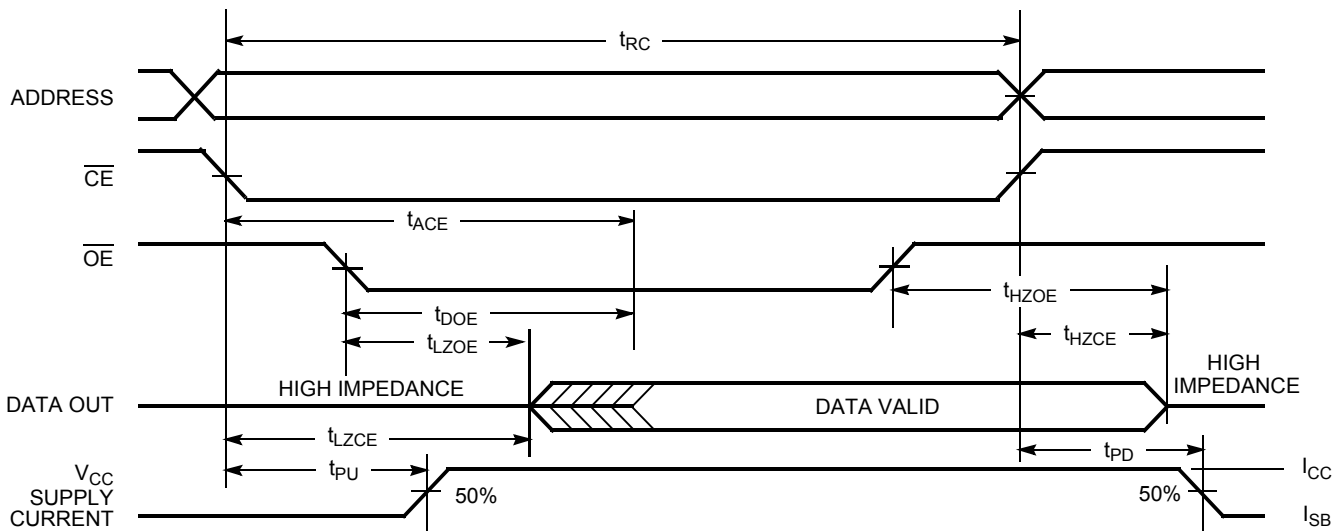 tRC
ADDRESS
CE
tACE
OE
tHZOE
tDOE
tLZOE
tHZCE
HIGH
IMPEDANCE
HIGH IMPEDANCE
DATA OUT
DATA VALID
tLZCE
tPD
tPU
VCC
SUPPLY
CURRENT
50%
50%
ICC
ISB